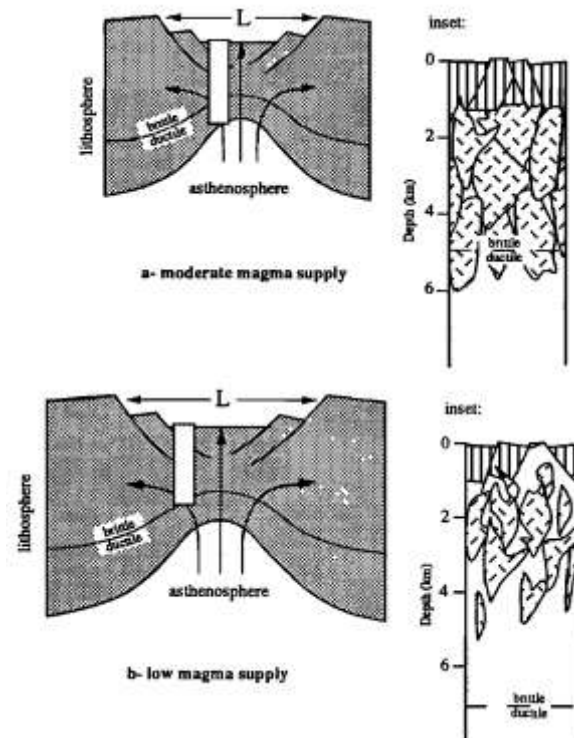 L
inset:
0
lithosphere
brittle
ductile
2
Depth (km)
asthenosphere
4
brittle
ductile
a- moderate magma supply
6
L
inset:
0
lithosphere
2
brittle
ductile
asthenosphere
4
Depth (km)
6
b- low magma supply
brittle
ductile